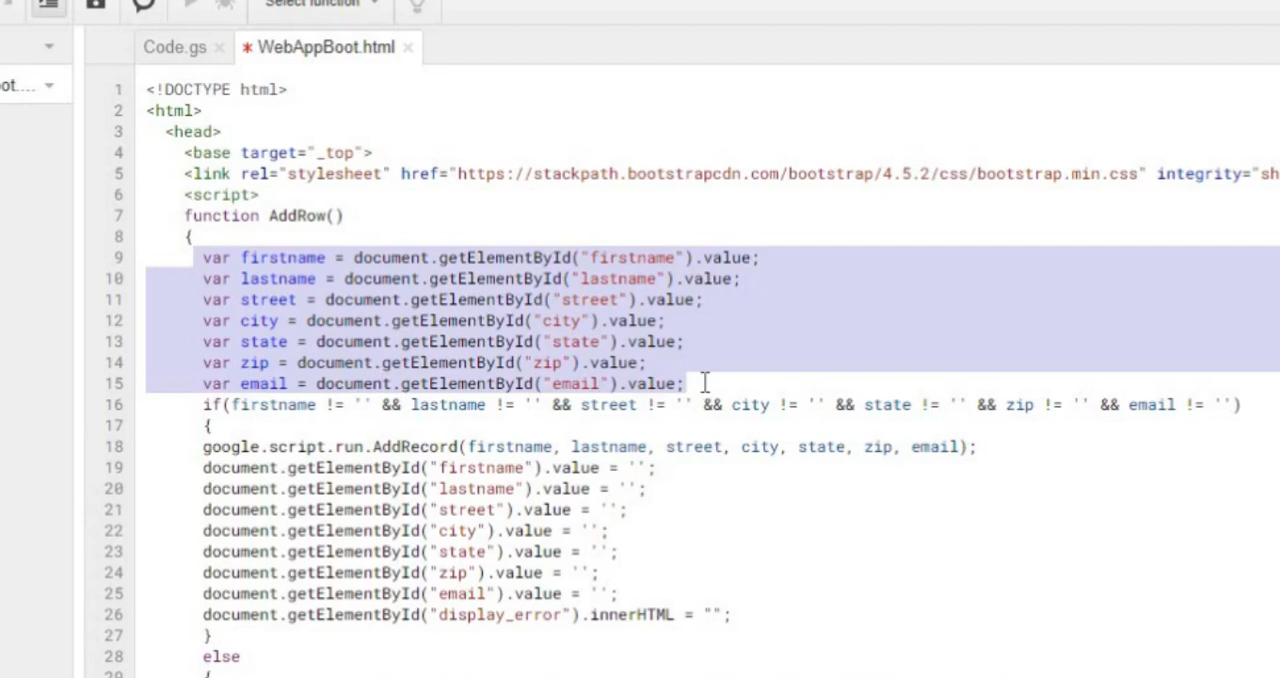 Select function
Code.gs × * WebAppBoot.html ×
ot....
1 <!DOCTYPE html>
2 <html>
3 <head>
4 <base target="_top">
5 <link rel="stylesheet" href="https://stackpath.bootstrapcdn.com/bootstrap/4.5.2/css/bootstrap.min.css" integrity="sh
6 <script>
7 function AddRow()
8 {
9 var firstname = document.getElementById("firstname").value;
10 var lastname = document.getElementById("lastname").value;
11 var street = document.getElementById("street").value;
12 var city = document.getElementById("city").value;
13 var state = document.getElementById("state").value;
14 var zip = document.getElementById("zip").value;
15 var email = document.getElementById("email").value;
16 if(firstname != '' && lastname != '' && street != '' && city != '' && state != '' && zip != '' && email != '')
17 {
18 google.script.run.AddRecord(firstname, lastname, street, city, state, zip, email);
19 document.getElementById("firstname").value = '';
20 document.getElementById("lastname").value = '';
21 document.getElementById("street").value = '';
22 document.getElementById("city").value = '';
23 document.getElementById("state").value = '';
24 document.getElementById("zip").value = '';
25 document.getElementById("email").value = '';
26 document.getElementById("display_error").innerHTML = "";
27 }
28 else
29 {